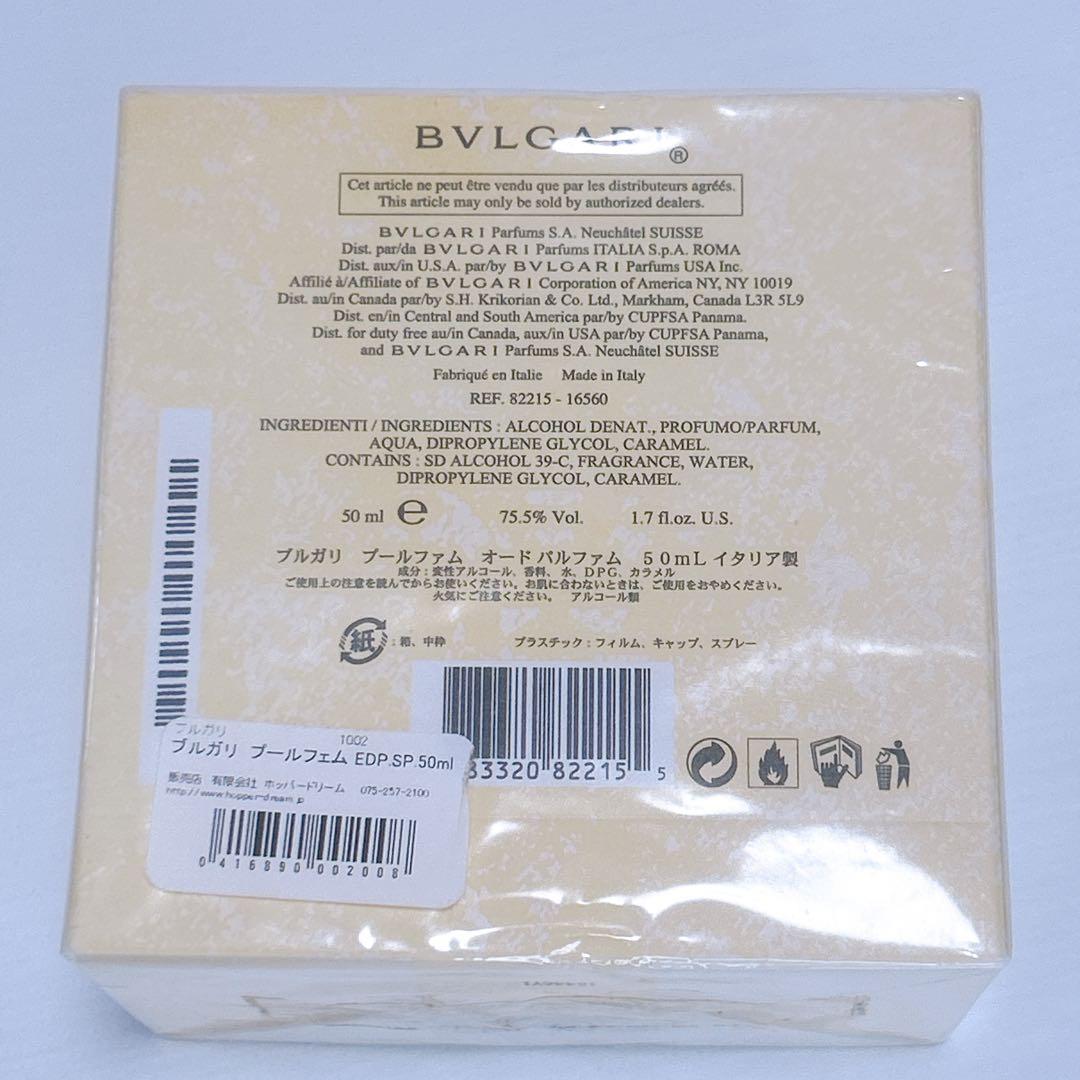 BVLGARI®
Cet article ne peut être vendu que par les distributeurs agréés.
This article may only be sold by authorized dealers.
BVLGARI Parfums S.A. Neuchâtel SUISSE
Dist. par/da BVLGARI Parfums ITALIA S.p.A. ROMA
Dist. aux/in U.S.A. par/by BVLGARI Parfums USA Inc.
Affilié à/Affiliate of BVLGARI Corporation of America NY, NY 10019
Dist. au/in Canada par/by S.H. Krikorian & Co. Ltd., Markham, Canada L3R 5L9
Dist. en/in Central and South America par/by CUPFSA Panama.
Dist. for duty free au/in Canada, aux/in USA par/by CUPFSA Panama,
and BVLGARI Parfums S.A. Neuchâtel SUISSE
Fabriqué en Italie Made in Italy
REF. 82215 - 16560
INGREDIENTI / INGREDIENTS : ALCOHOL DENAT., PROFUMO/PARFUM,
AQUA, DIPROPYLENE GLYCOL, CARAMEL.
CONTAINS : SD ALCOHOL 39-C, FRAGRANCE, WATER,
DIPROPYLENE GLYCOL, CARAMEL.
50 ml ℮ 75.5% Vol. 1.7 fl.oz. U.S.
ブルガリ プールファム オード パルファム 50mL イタリア製
成分：変性アルコール、香料、水、DPG、カラメル
ご使用上の注意を読んでからお使いください。お肌に合わないときは、ご使用をおやめください。
火気にご注意ください。 アルコール類
紙：箱、中枠 プラスチック：フィルム、キャップ、スプレー
33320 82215 5
ブルガリ 1002
ブルガリ プールフェム EDP.SP.50ml
販売店 有限会社 ホッパードリーム 075-257-2100
http://www.hopper-dream.jp
0 416890 002008